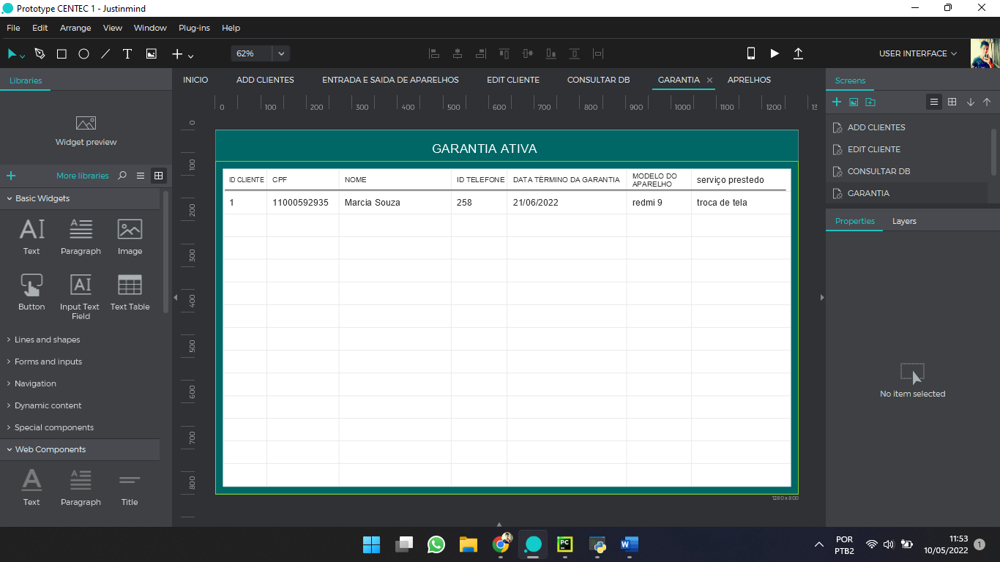 Prototype CENTEC 1 - Justinmind
File Edit Arrange View Window Plug-ins Help
62%
USER INTERFACE
Libraries
INICIO ADD CLIENTES ENTRADA E SAIDA DE APARELHOS EDIT CLIENTE CONSULTAR DB GARANTIA APRELHOS
Screens
0 100 200 300 400 500 600 700 800 900 1000 1100 1200
Widget preview
More libraries
Basic Widgets
Text Paragraph Image
Button Input Text Field Text Table
Lines and shapes
Forms and inputs
Navigation
Dynamic content
Special components
Web Components
Text Paragraph Title
0
100
200
300
400
500
600
700
800
GARANTIA ATIVA
ID CLIENTE CPF NOME ID TELEFONE DATA TÈRMINO DA GARANTIA MODELO DO APARELHO serviço prestedo
1 11000592935 Marcia Souza 258 21/06/2022 redmi 9 troca de tela
1280 x 800
ADD CLIENTES
EDIT CLIENTE
CONSULTAR DB
GARANTIA
Properties Layers
No item selected
POR
PTB2
11:53
10/05/2022
1